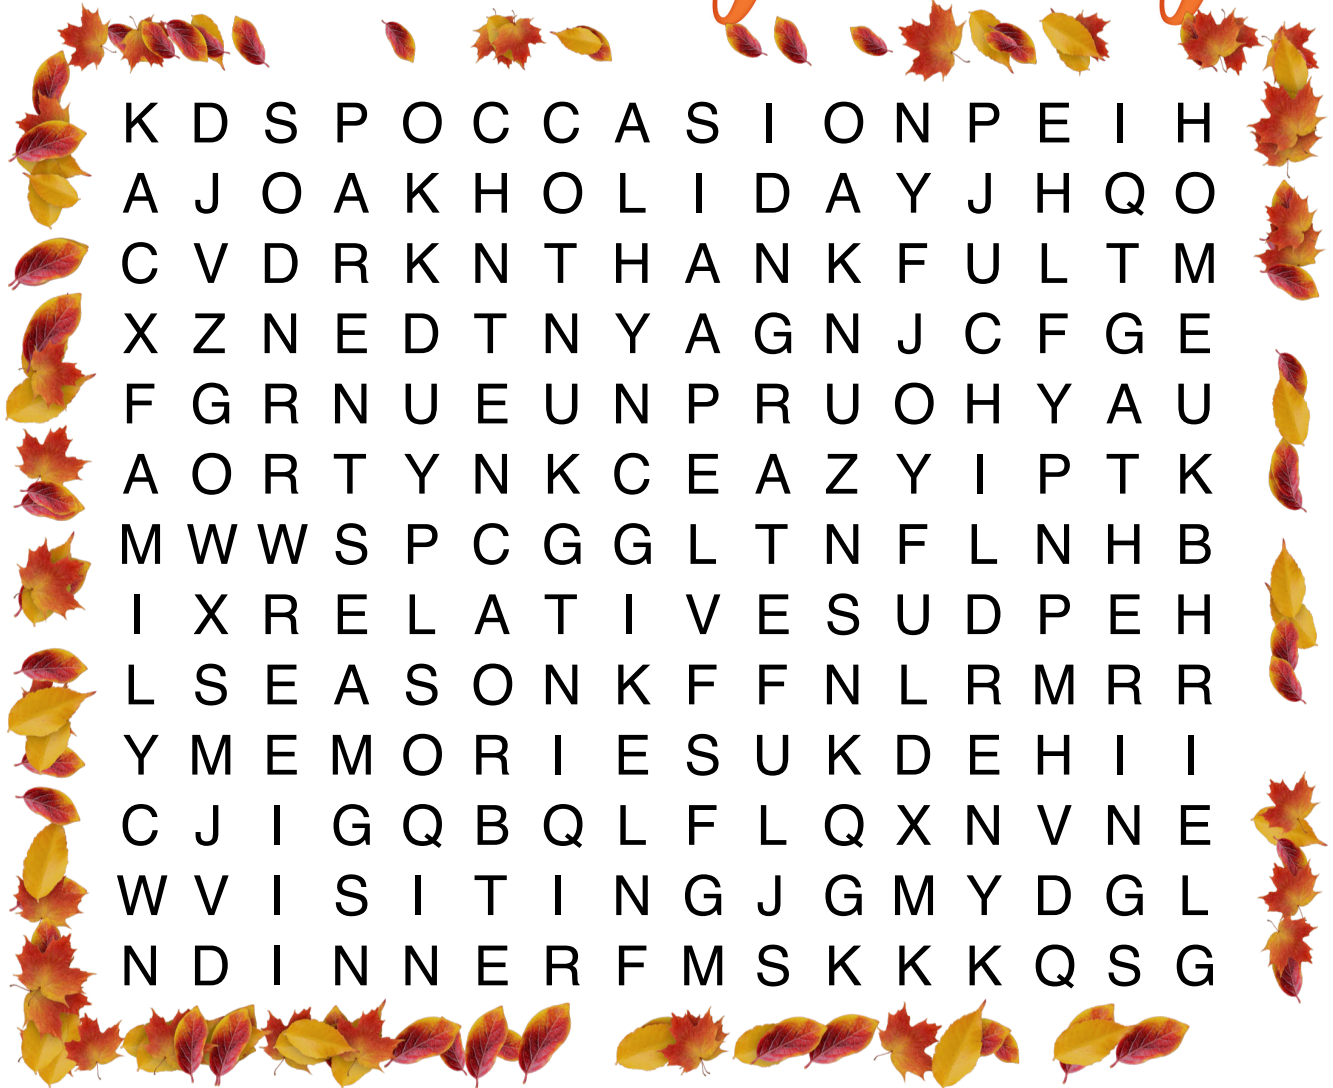 K D S P O C C A S I O N P E I H
A J O A K H O L I D A Y J H Q O
C V D R K N T H A N K F U L T M
X Z N E D T N Y A G N J C F G E
F G R N U E U N P R U O H Y A U
A O R T Y N K C E A Z Y I P T K
M W W S P C G G L T N F L N H B
I X R E L A T I V E S U D P E H
L S E A S O N K F F N L R M R R
Y M E M O R I E S U K D E H I I
C J I G Q B Q L F L Q X N V N E
W V I S I T I N G J G M Y D G L
N D I N N E R F M S K K K Q S G